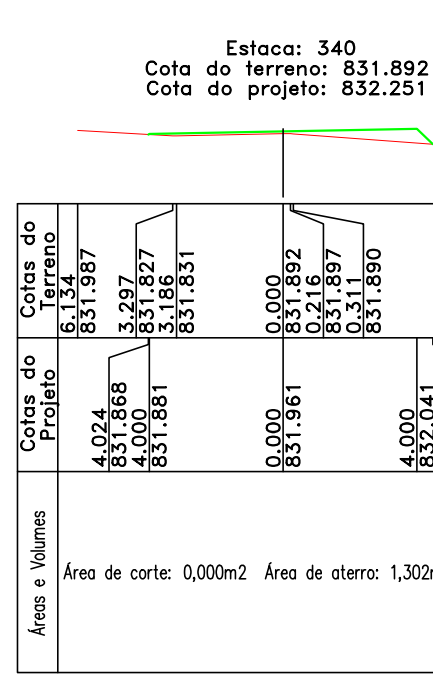 Estaca: 340
Cota do terreno: 831.892
Cota do projeto: 832.251
Cotas do
Terreno
6.134
831.987
3.297
831.827
3.186
831.831
0.000
831.892
0.216
831.897
0.311
831.890
Cotas do
Projeto
4.024
831.868
4.000
831.881
0.000
831.961
4.000
832.041
Áreas e Volumes
Área de corte: 0,000m2
Área de aterro: 1,302m